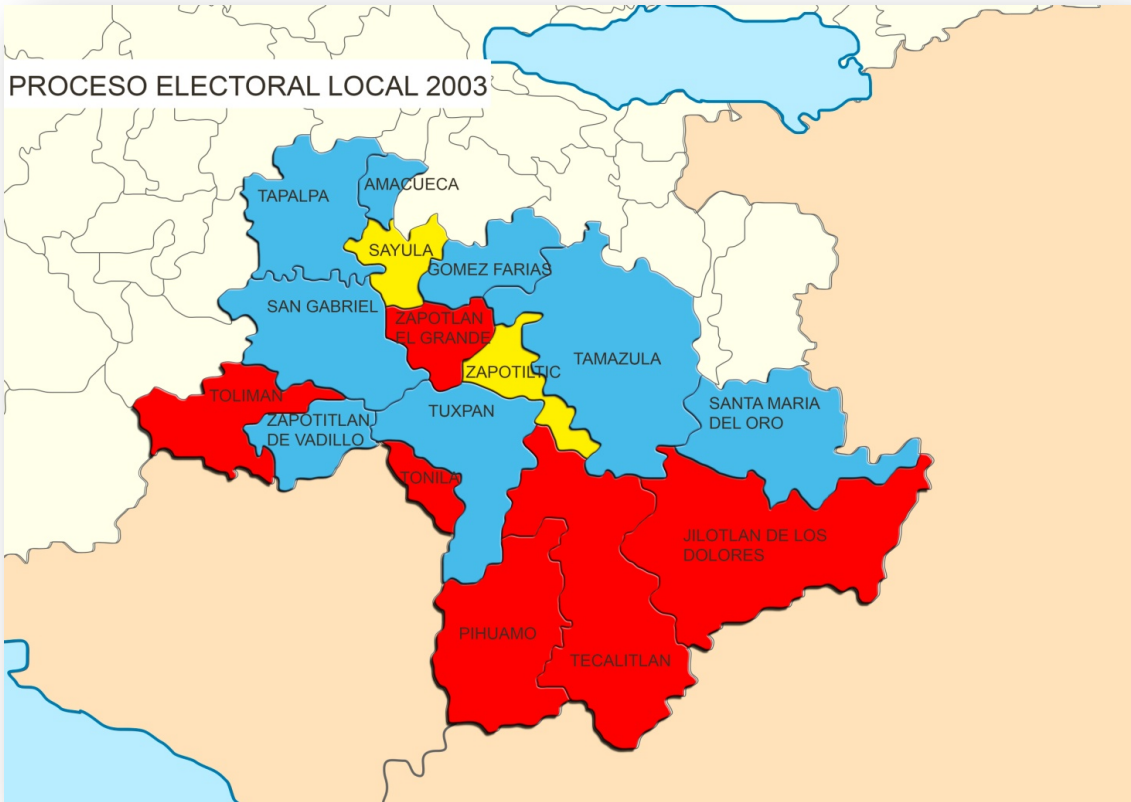 PROCESO ELECTORAL LOCAL 2003
TAPALPA
AMACUECA
SAYULA
GOMEZ FARIAS
SAN GABRIEL
ZAPOTLAN
EL GRANDE
TAMAZULA
ZAPOTILTIC
TOLIMAN
TUXPAN
SANTA MARIA
DEL ORO
ZAPOTITLAN
DE VADILLO
TONILA
JILOTLAN DE LOS
DOLORES
PIHUAMO
TECALITLAN